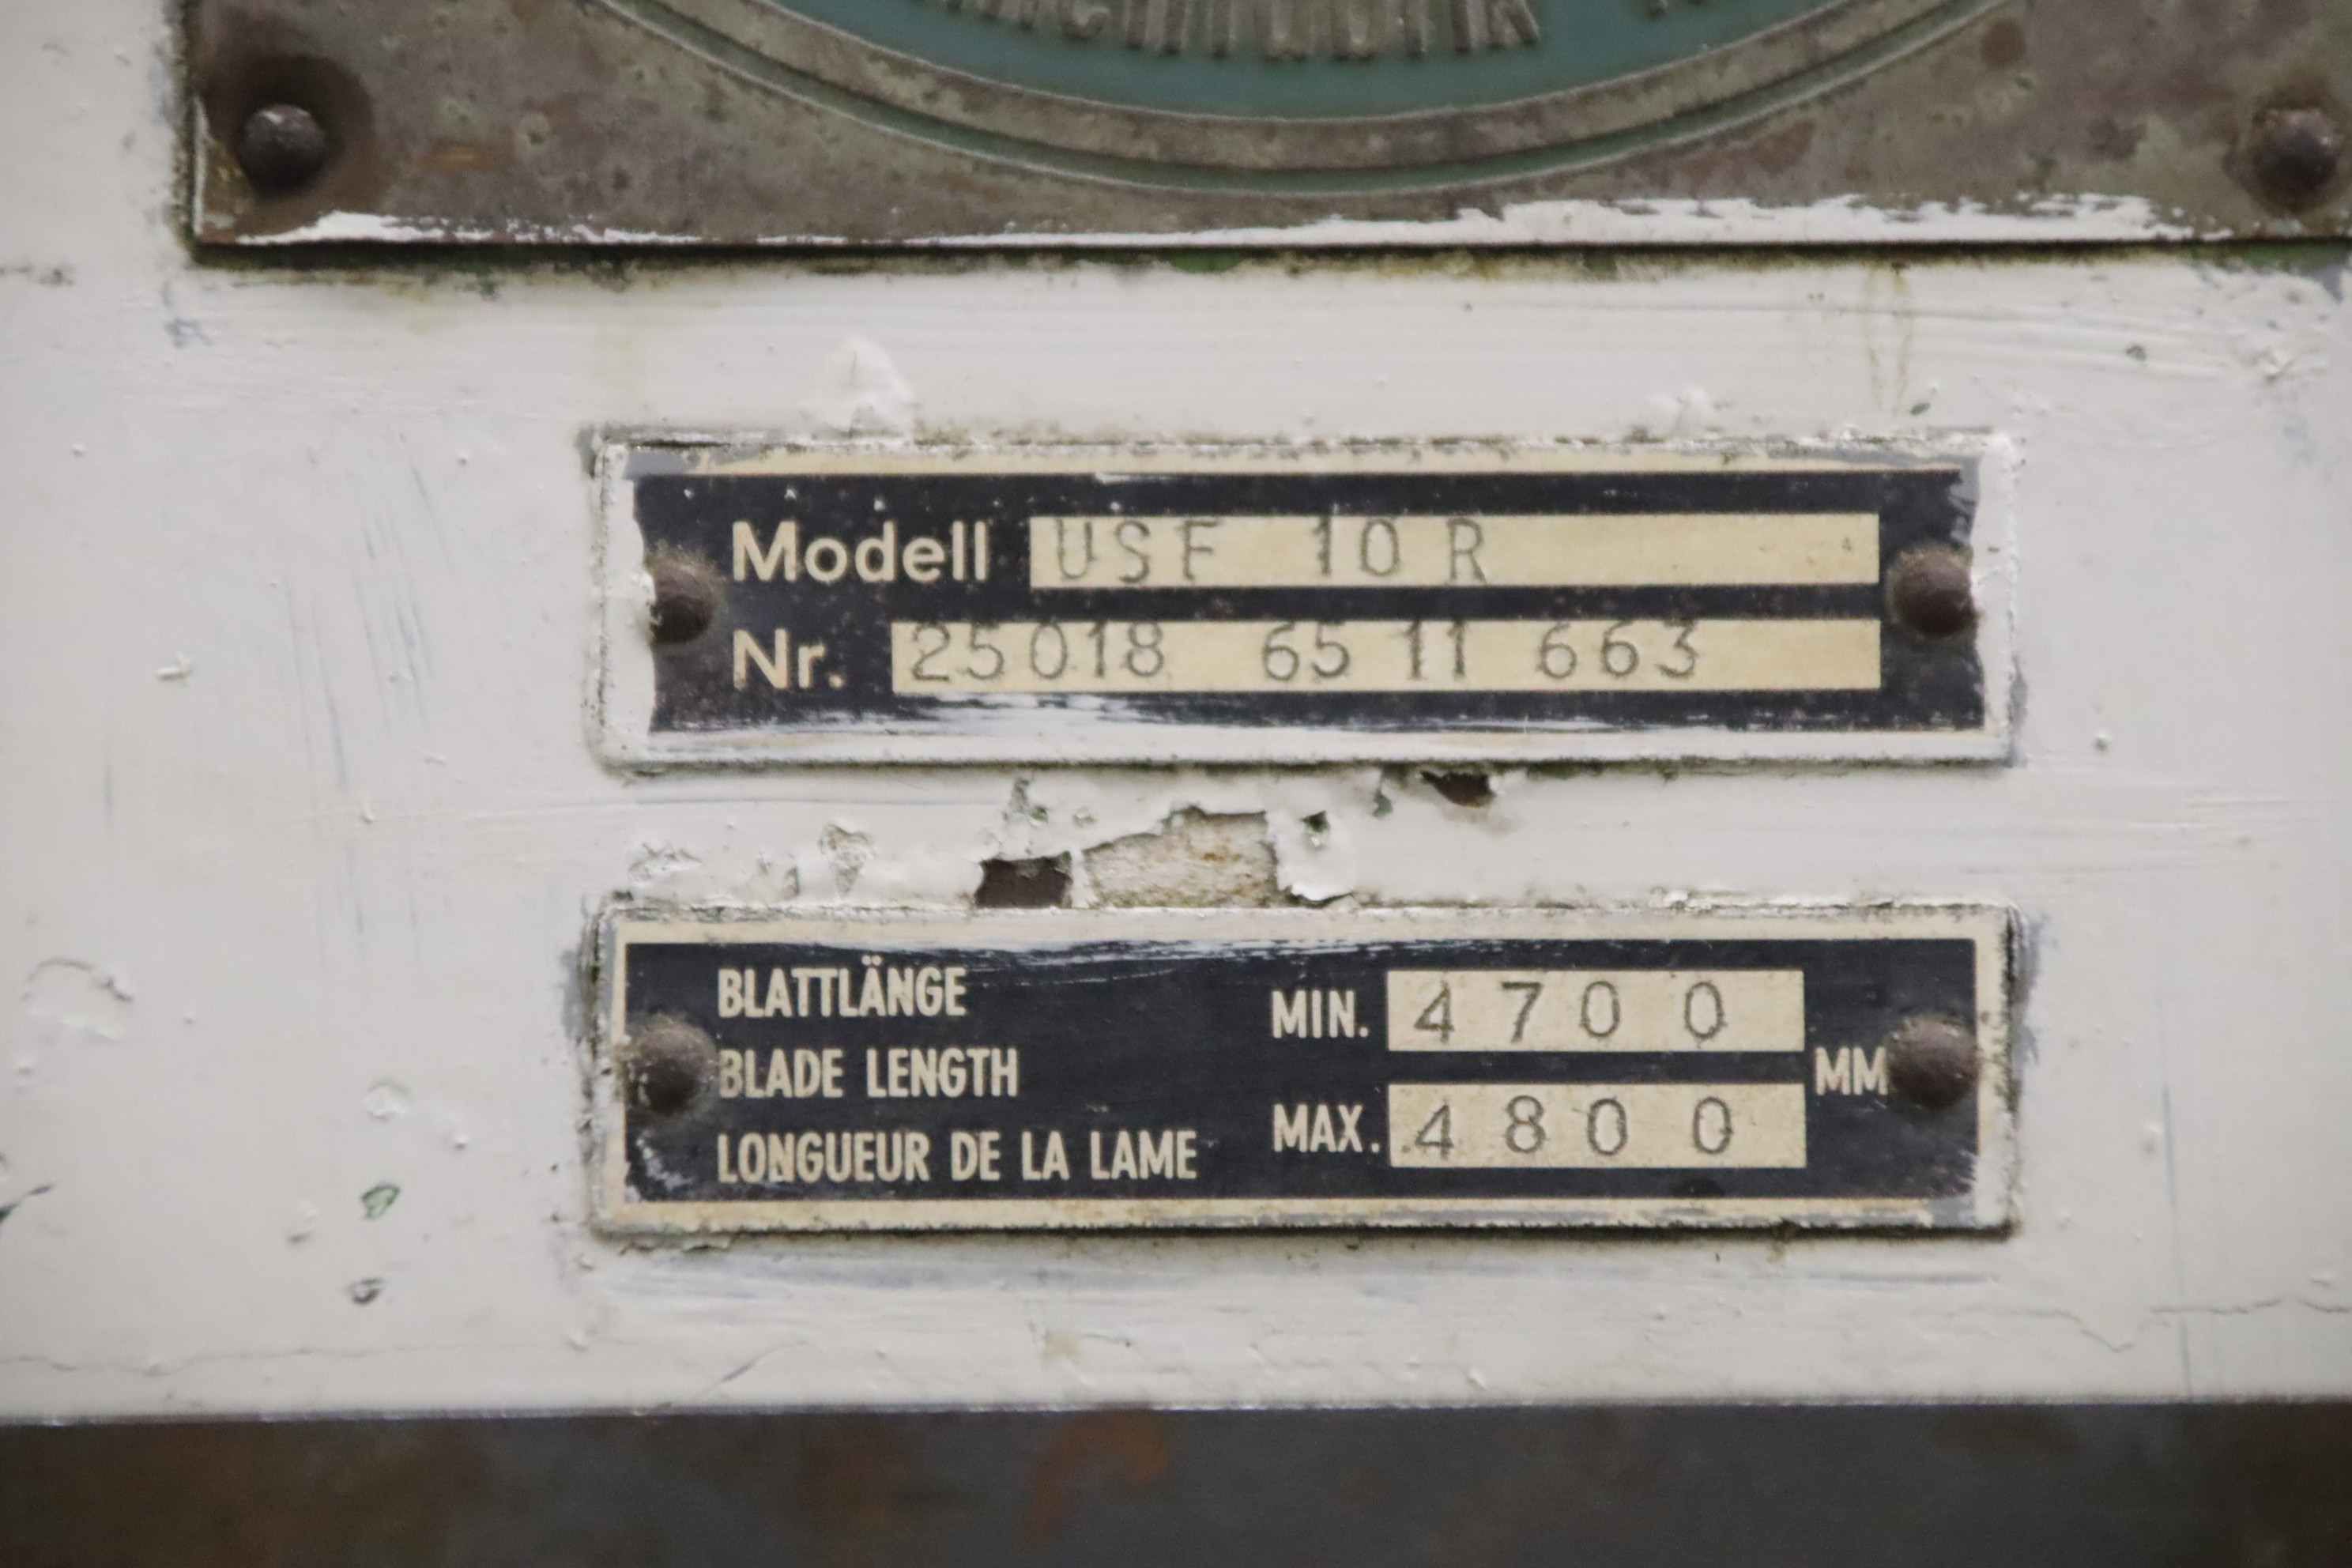 Modell USF 10 R
Nr. 25018 65 11 663
BLATTLÄNGE
BLADE LENGTH
LONGUEUR DE LA LAME
MIN. 4700
MAX. 4800
MM